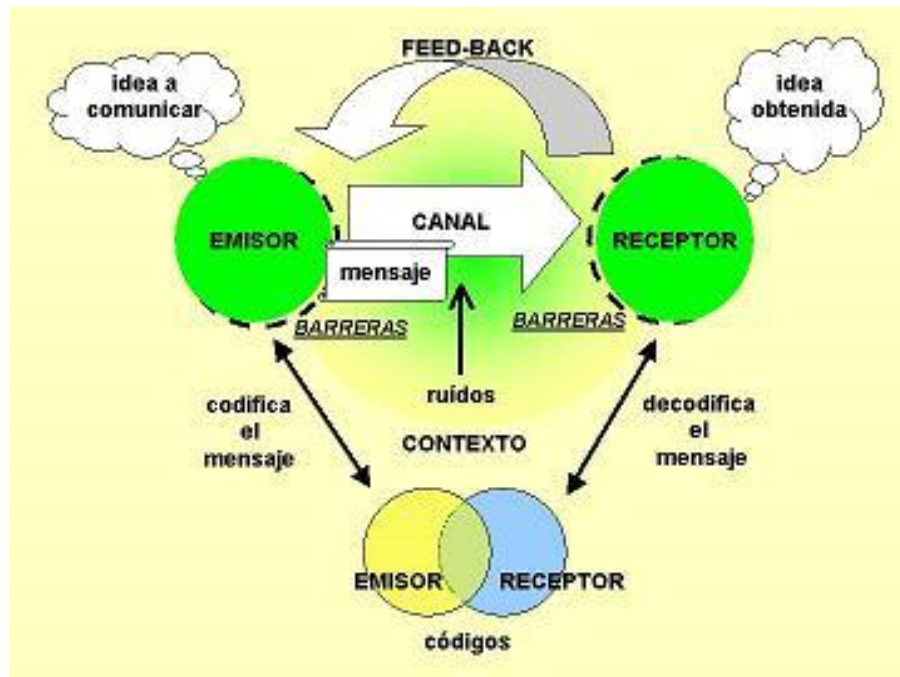 FEED-BACK
idea a
comunicar
idea
obtenida
EMISOR
CANAL
RECEPTOR
mensaje
BARRERAS
BARRERAS
ruídos
codifica
el
mensaje
decodifica
el
mensaje
CONTEXTO
EMISOR
RECEPTOR
códigos